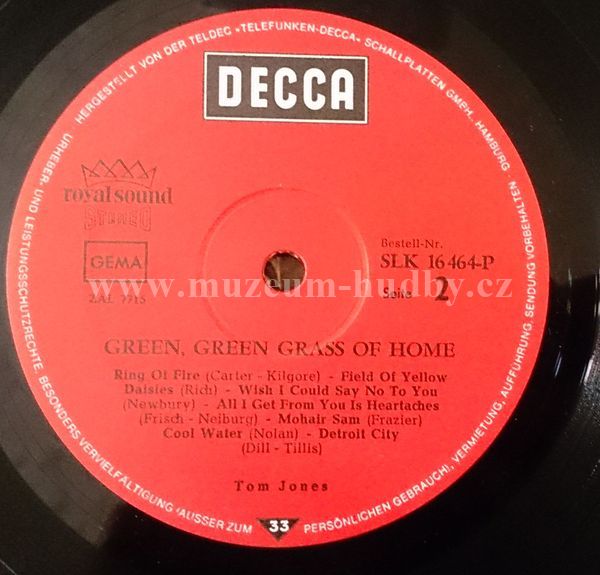 HERGESTELLT VON DER TELDEC »TELEFUNKEN-DECCA« SCHALLPLATTEN GMBH., HAMBURG
DECCA
royal sound
STEREO
GEMA
ZAL 7715
Bestell-Nr.
SLK 16 464-P
Seite 2
www.muzeum-hudby.cz
GREEN, GREEN GRASS OF HOME
Ring Of Fire (Carter - Kilgore) - Field Of Yellow
Daisies (Rich) - Wish I Could Say No To You
(Newbury) - All I Get From You Is Heartaches
(Frisch - Neiburg) - Mohair Sam (Frazier)
Cool Water (Nolan) - Detroit City
(Dill - Tillis)
Tom Jones
33
URHEBER- UND LEISTUNGSSCHUTZRECHTE, BESONDERS VERVIELFÄLTIGUNG (AUSSER ZUM PERSÖNLICHEN GEBRAUCH), VERMIETUNG, AUFFÜHRUNG, SENDUNG VORBEHALTEN